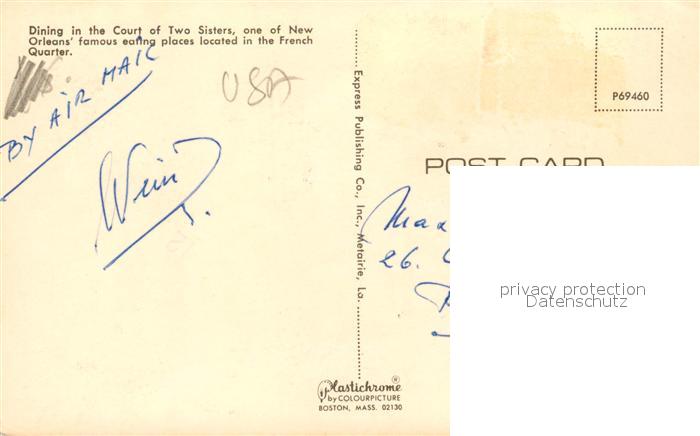 Dining in the Court of Two Sisters, one of New
Orleans' famous eating places located in the French
Quarter.
BY AIR MAIL
USA
Express Publishing Co., Inc., Metairie, La.
P69460
POST CARD
26.
privacy protection
Datenschutz
Plastichrome®
by COLOURPICTURE
BOSTON, MASS. 02130